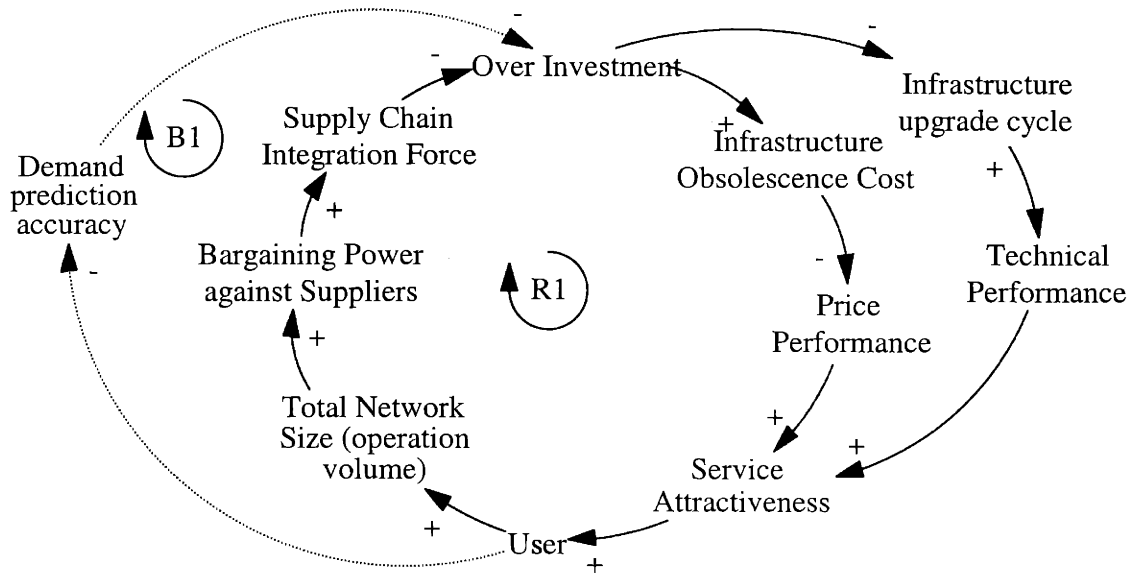 -
-
-
Over Investment
Infrastructure
upgrade cycle
Supply Chain
Integration Force
B1
+
Infrastructure
Obsolescence Cost
+
Demand
prediction
accuracy
+
-
Bargaining Power
against Suppliers
-
R1
Technical
Performance
Price
Performance
+
Total Network
Size (operation
volume)
+
+
Service
Attractiveness
+
User
+